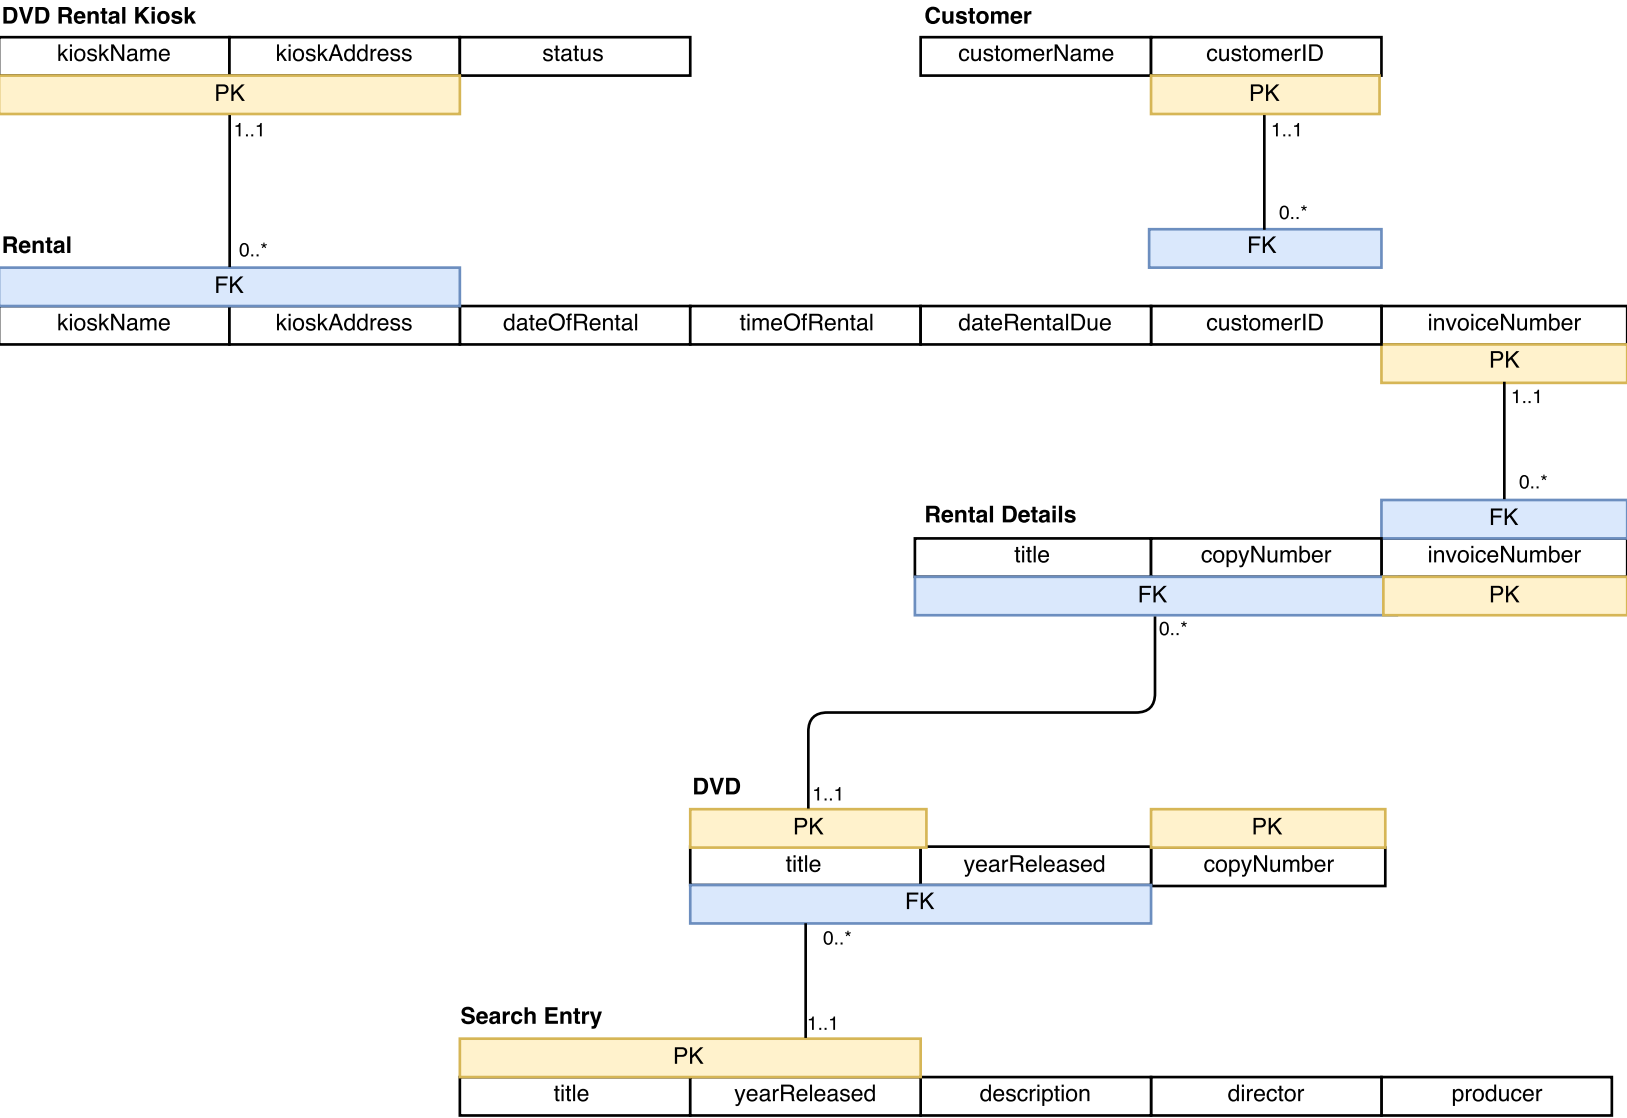 DVD Rental Kiosk Customer
kioskName kioskAddress status customerName customerID
PK PK
1..1 1..1
0..*
Rental 0..* FK
FK
kioskName kioskAddress dateOfRental timeOfRental dateRentalDue customerID invoiceNumber
PK
1..1
0..*
Rental Details FK
title copyNumber invoiceNumber
FK PK
0..*
DVD 1..1
PK PK
title yearReleased copyNumber
FK
0..*
Search Entry 1..1
PK
title yearReleased description director producer